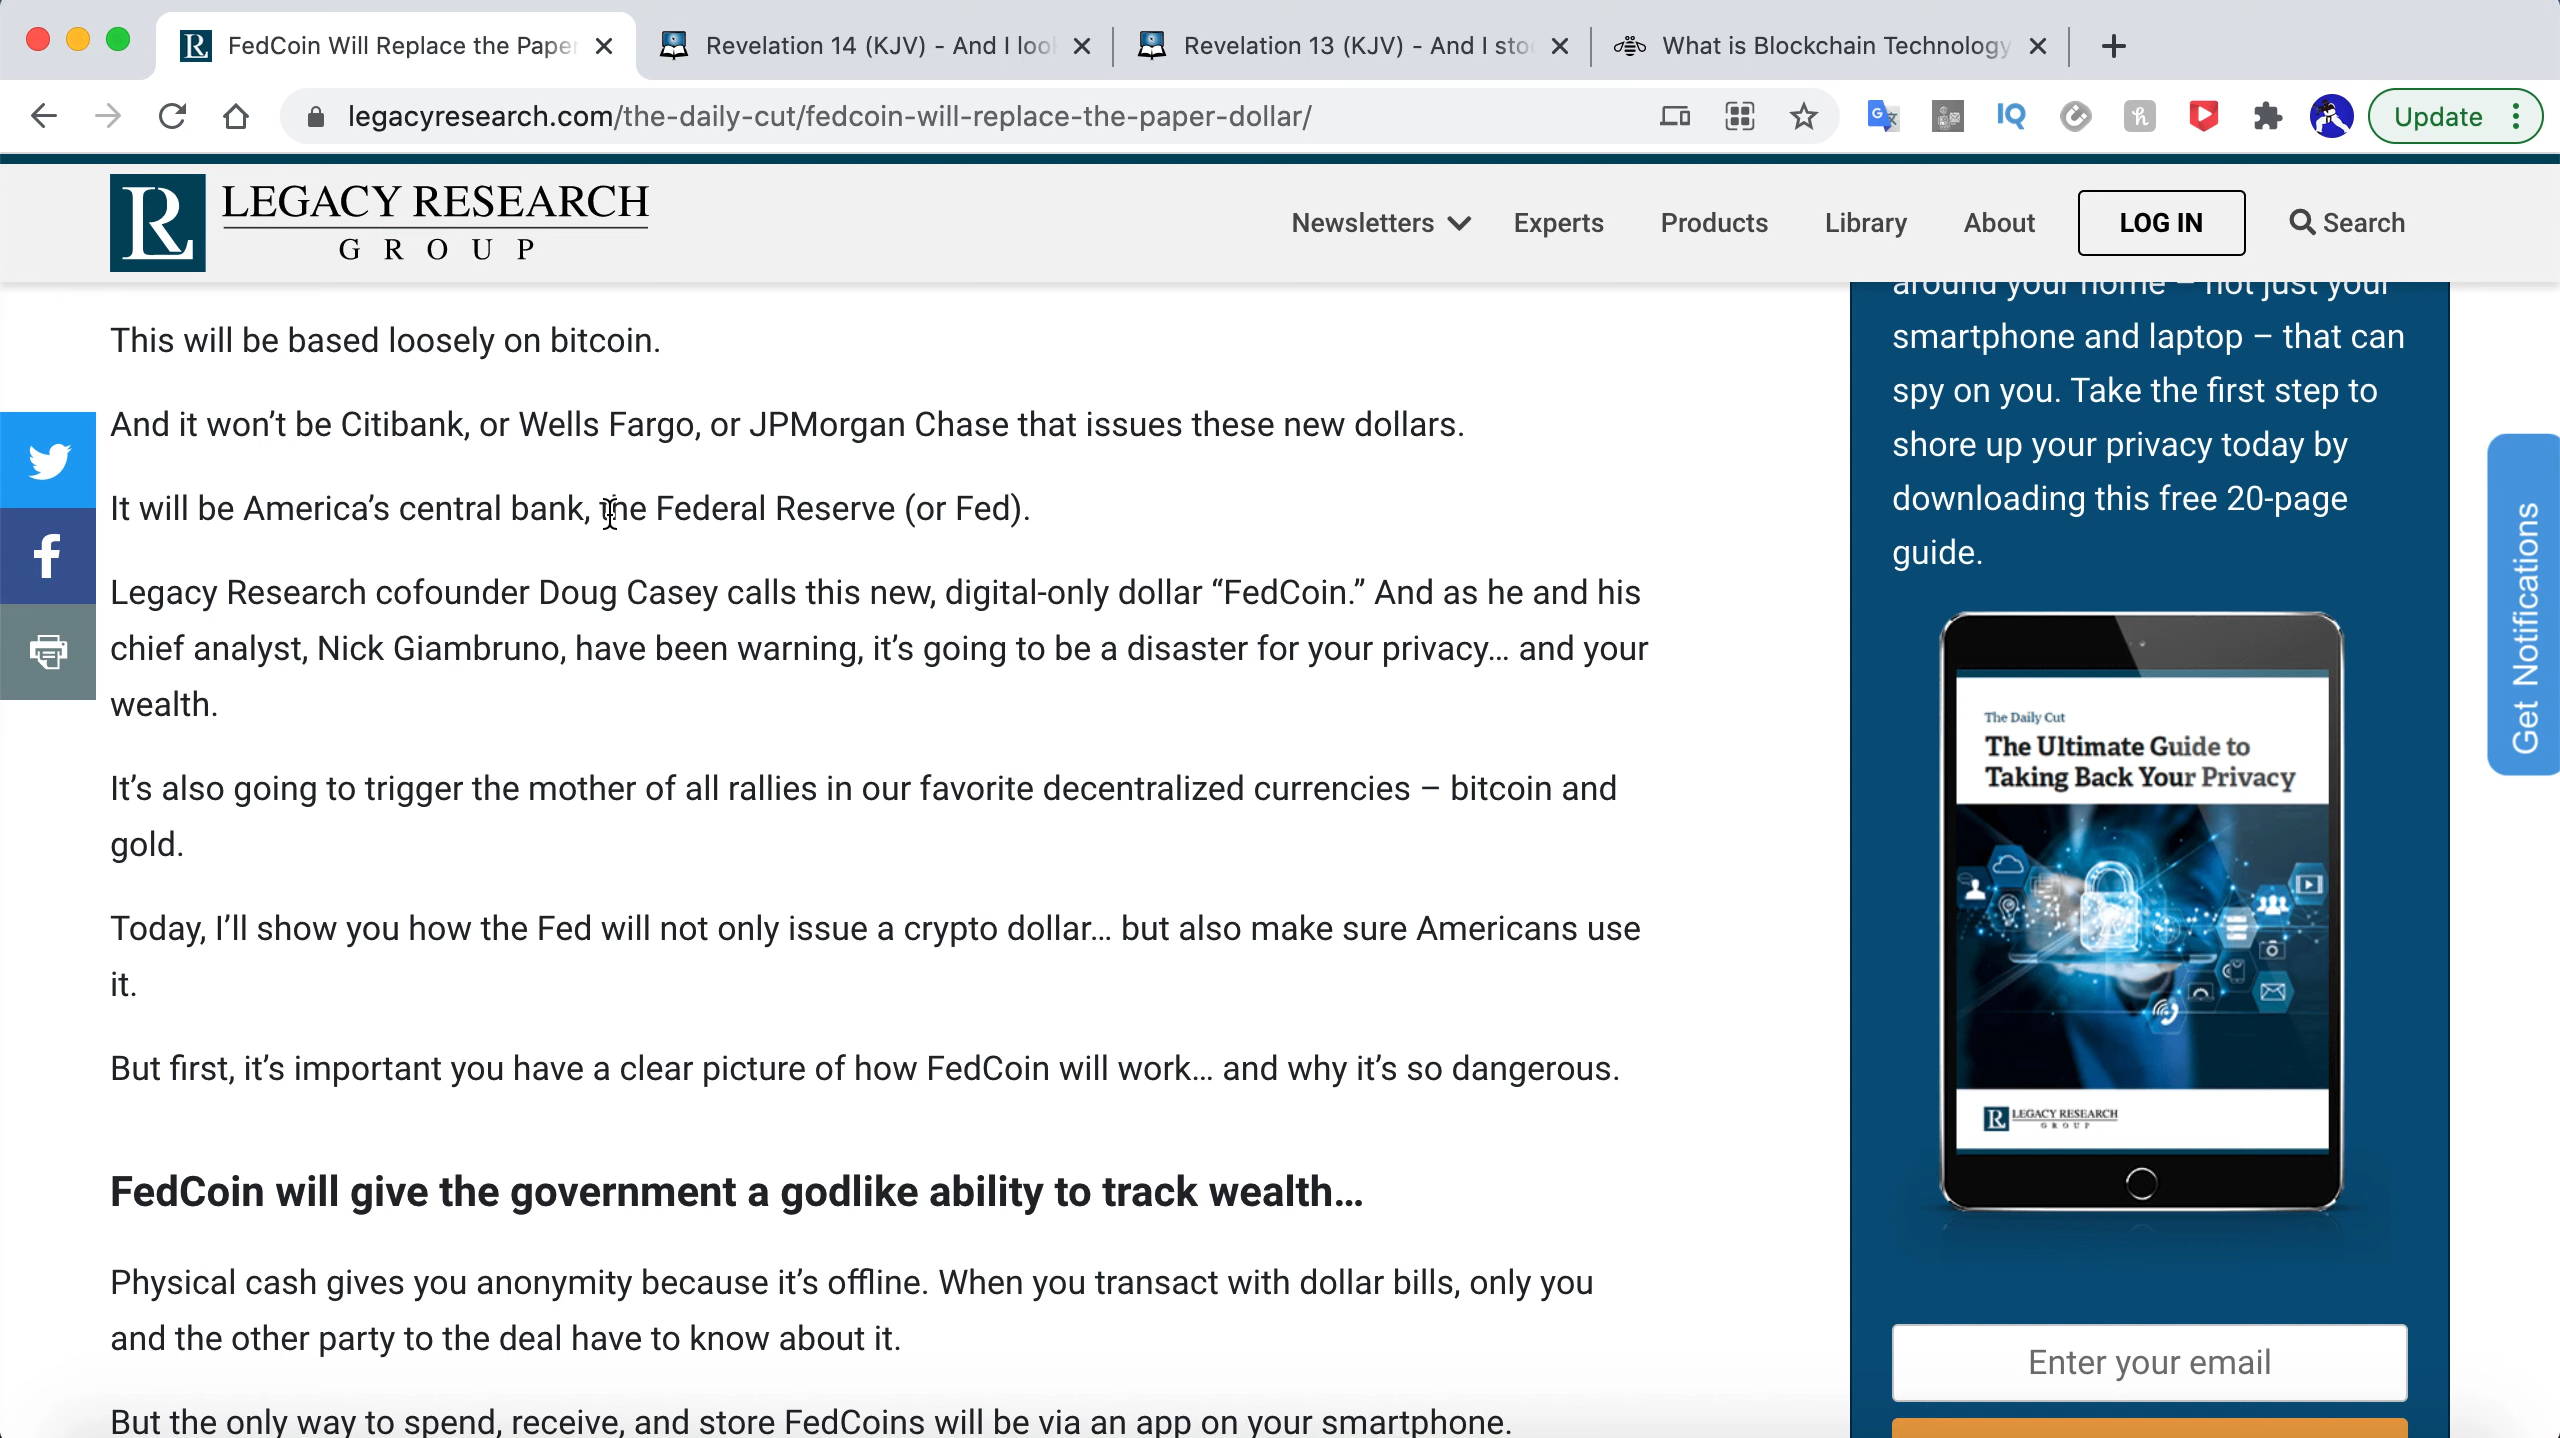 FedCoin Will Replace the Paper
Revelation 14 (KJV) - And I loo
Revelation 13 (KJV) - And I sto
What is Blockchain Technology
legacyresearch.com/the-daily-cut/fedcoin-will-replace-the-paper-dollar/
IQ
Update
LEGACY RESEARCH
GROUP
Newsletters
Experts
Products
Library
About
LOG IN
Search
This will be based loosely on bitcoin.
And it won’t be Citibank, or Wells Fargo, or JPMorgan Chase that issues these new dollars.
It will be America’s central bank, the Federal Reserve (or Fed).
Legacy Research cofounder Doug Casey calls this new, digital-only dollar “FedCoin.” And as he and his
chief analyst, Nick Giambruno, have been warning, it’s going to be a disaster for your privacy… and your
wealth.
It’s also going to trigger the mother of all rallies in our favorite decentralized currencies – bitcoin and
gold.
Today, I’ll show you how the Fed will not only issue a crypto dollar… but also make sure Americans use
it.
But first, it’s important you have a clear picture of how FedCoin will work… and why it’s so dangerous.
FedCoin will give the government a godlike ability to track wealth…
Physical cash gives you anonymity because it’s offline. When you transact with dollar bills, only you
and the other party to the deal have to know about it.
But the only way to spend, receive, and store FedCoins will be via an app on your smartphone.
around your home – not just your
smartphone and laptop – that can
spy on you. Take the first step to
shore up your privacy today by
downloading this free 20-page
guide.
The Daily Cut
The Ultimate Guide to
Taking Back Your Privacy
LEGACY RESEARCH
GROUP
Enter your email
Get Notifications